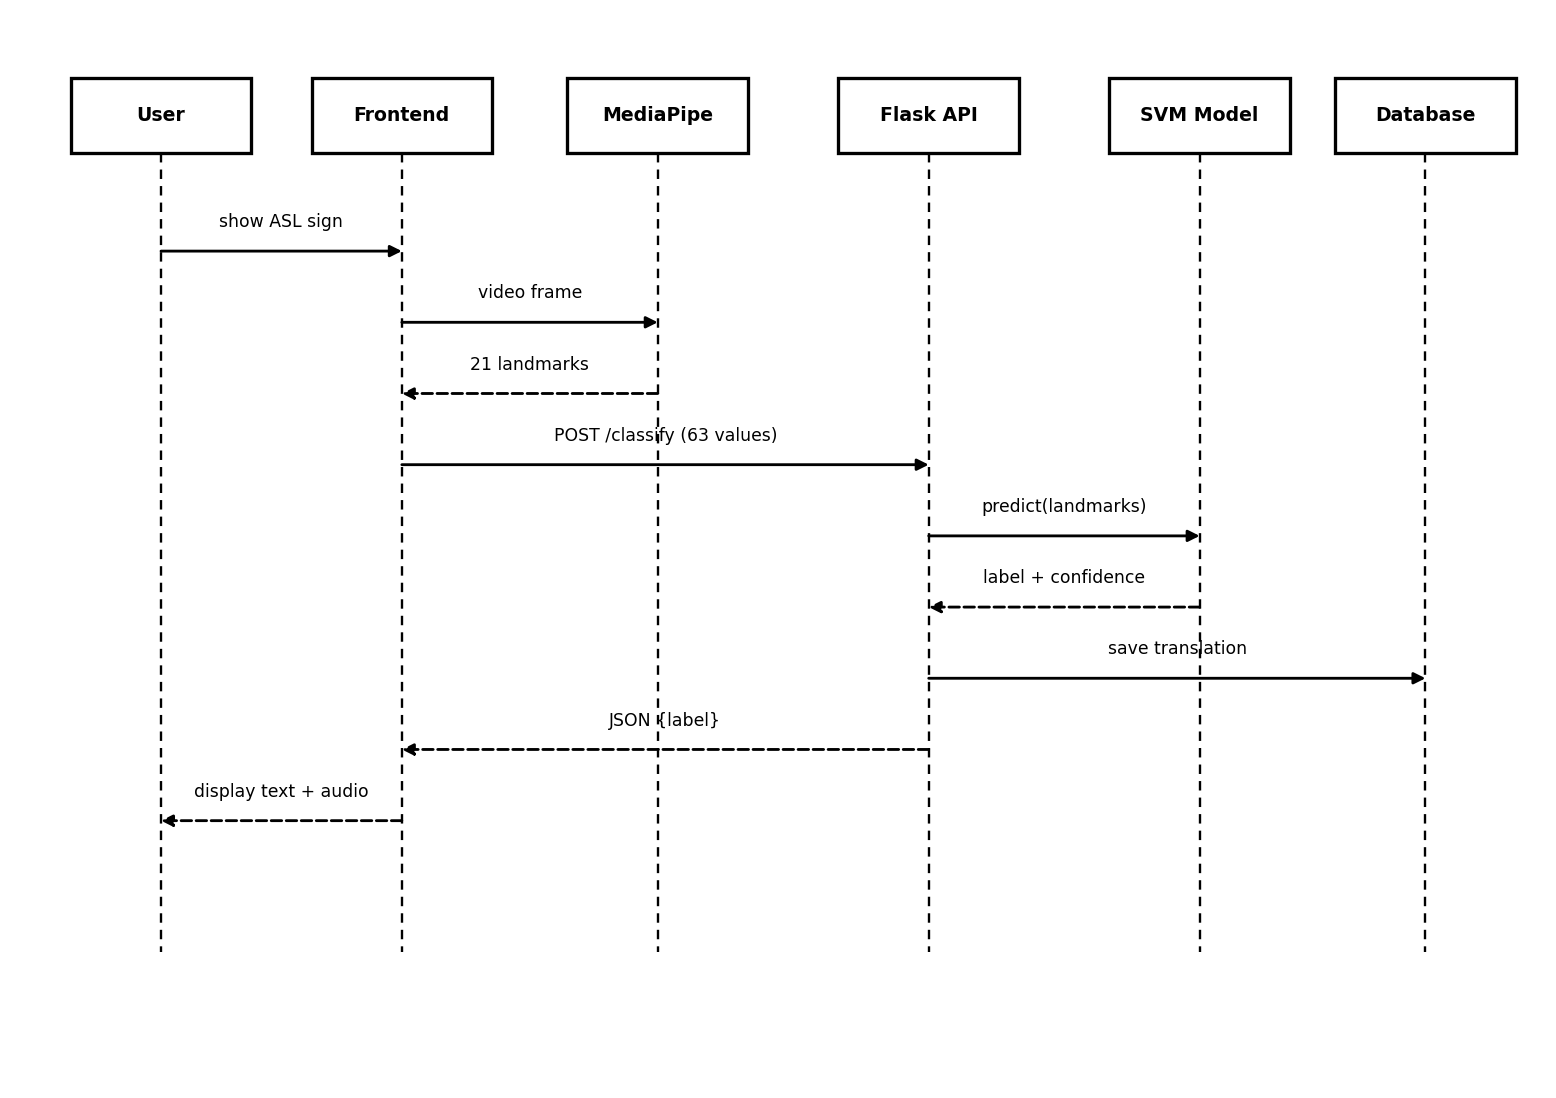 User
Frontend
MediaPipe
Flask API
SVM Model
Database
show ASL sign
video frame
21 landmarks
POST /classify (63 values)
predict(landmarks)
label + confidence
save translation
JSON {label}
display text + audio